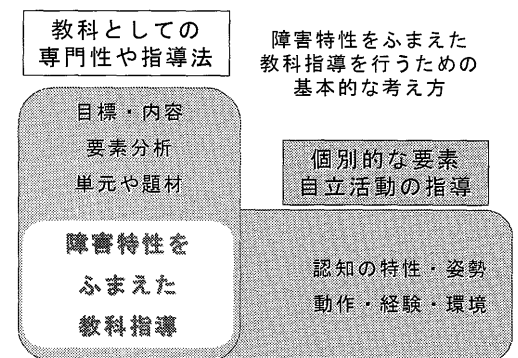 教科としての
専門性や指導法
障害特性をふまえた
教科指導を行うための
基本的な考え方
目標・内容
要素分析
単元や題材
個別的な要素
自立活動の指導
障害特性を
ふまえた
教科指導
認知の特性・姿勢
動作・経験・環境